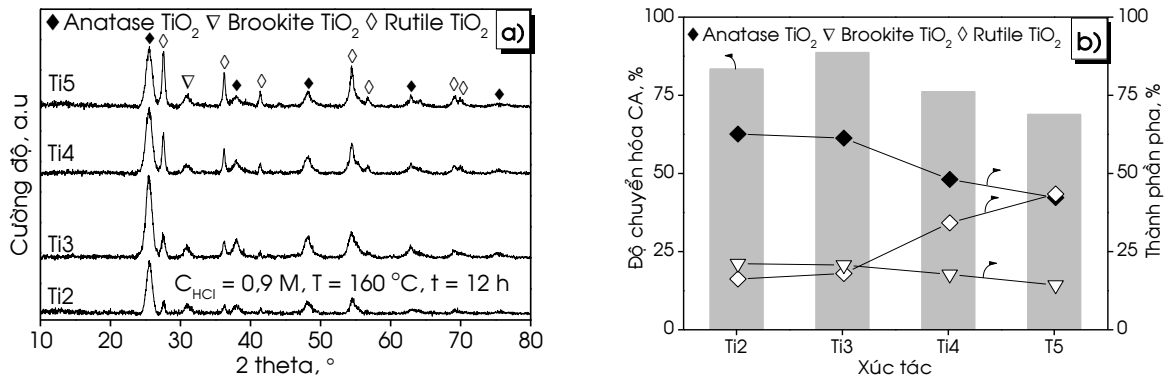 ◆ Anatase TiO₂ ▽ Brookite TiO₂ ◇ Rutile TiO₂
a)
Ti5
Ti4
Ti3
Ti2
C_HCl = 0,9 M, T = 160 °C, t = 12 h
Cường độ, a.u
10 20 30 40 50 60 70 80
2 theta, °
100 100
◆ Anatase TiO₂ ▽ Brookite TiO₂ ◇ Rutile TiO₂
b)
75 75
50 50
25 25
0 0
Độ chuyển hóa CA, %
Thành phần pha, %
Ti2 Ti3 Ti4 T5
Xúc tác